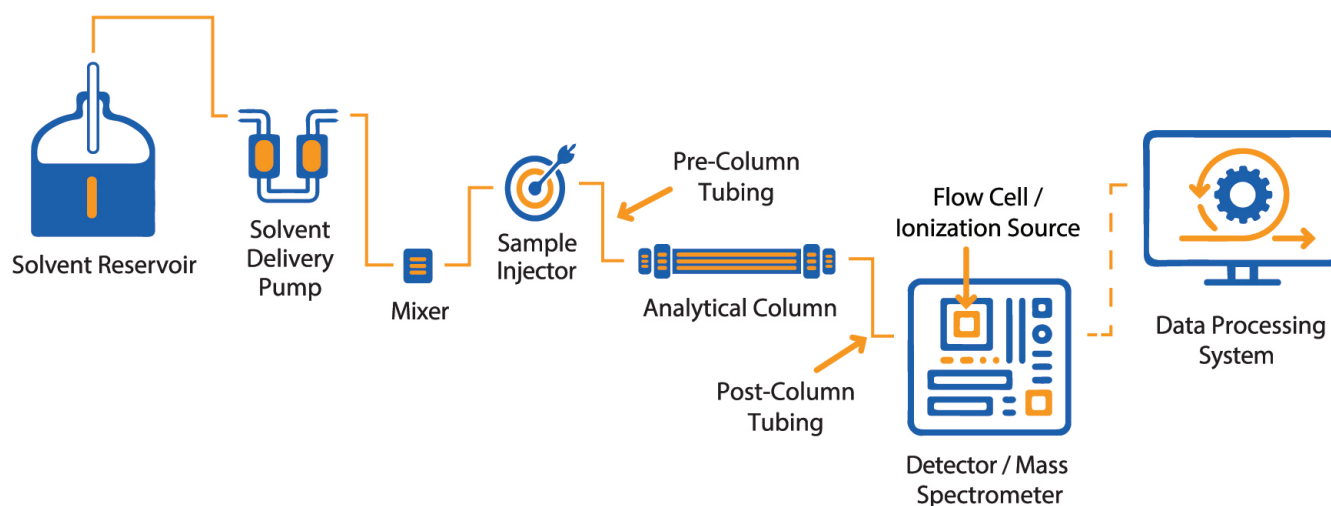 Solvent Reservoir
Solvent
Delivery
Pump
Mixer
Sample
Injector
Pre-Column
Tubing
Analytical Column
Post-Column
Tubing
Flow Cell /
Ionization Source
Detector / Mass
Spectrometer
Data Processing
System